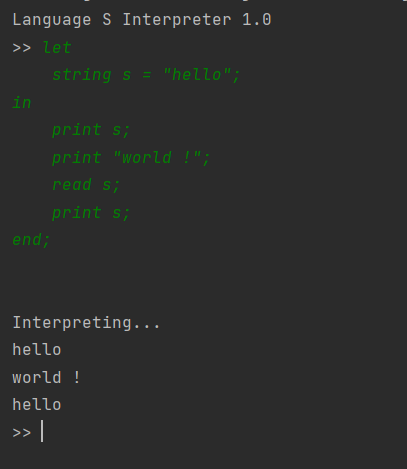 Language S Interpreter 1.0
>> let
string s = "hello";
in
print s;
print "world !";
read s;
print s;
end;
Interpreting...
hello
world !
hello
>>